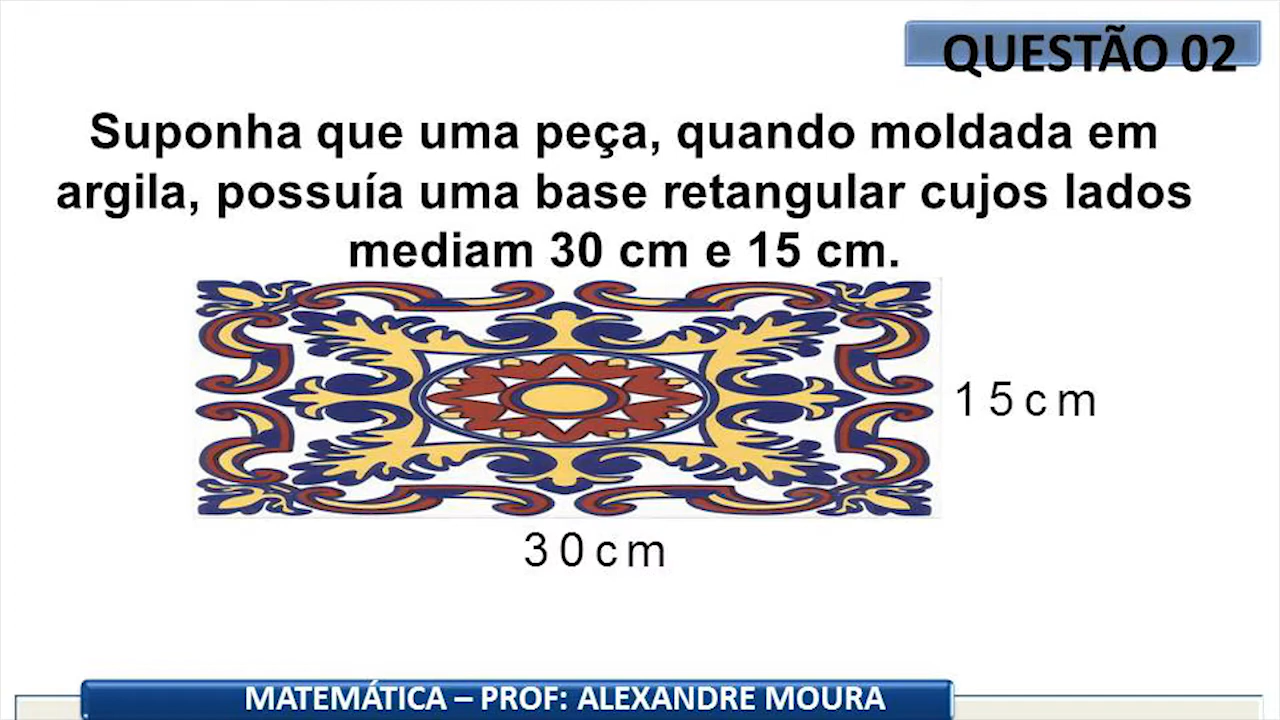 QUESTÃO 02
Suponha que uma peça, quando moldada em
argila, possuía uma base retangular cujos lados
mediam 30 cm e 15 cm.
15cm
30cm
MATEMÁTICA – PROF: ALEXANDRE MOURA